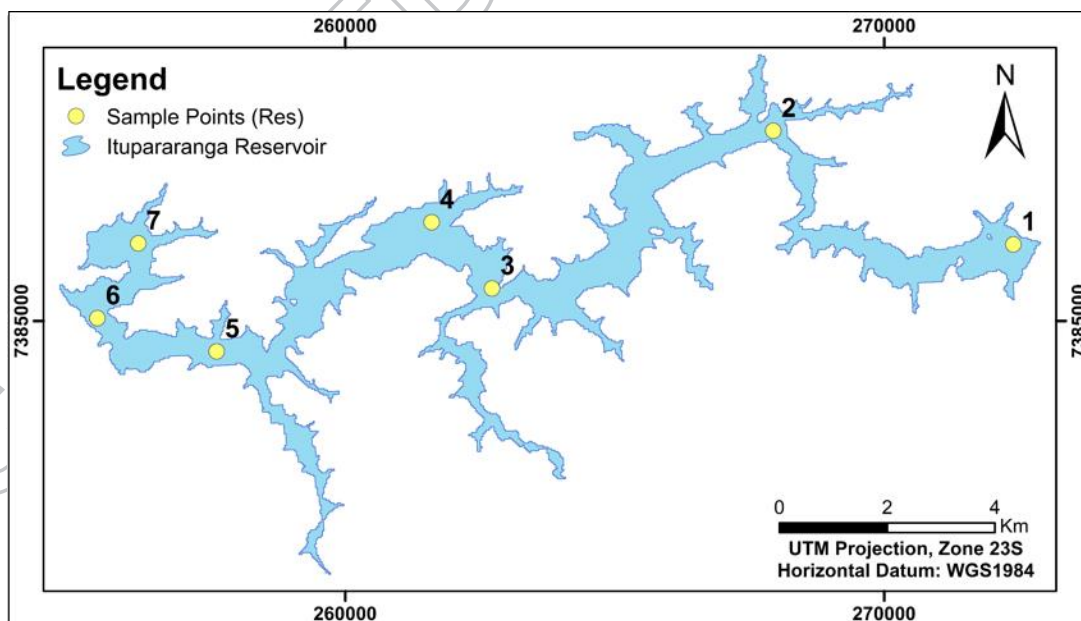 260000 270000
Legend
Sample Points (Res)
Itupararanga Reservoir
N
2
7
4
1
3
6
5
7385000 7385000
0 2 4
Km
UTM Projection, Zone 23S
Horizontal Datum: WGS1984
260000 270000